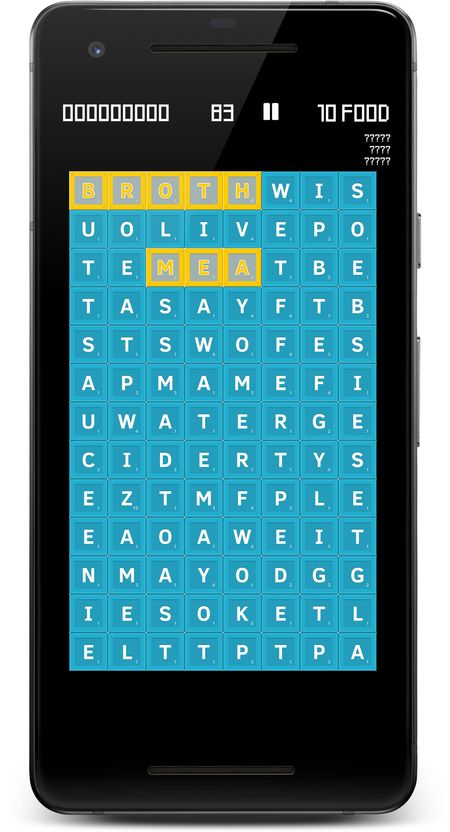 000000000 83 10 FOOD
?????
????
?????
B R O T H W I S
U O L I V E P O
T E M E A T B E
T A S A Y F T B
S T S W O F E S
A P M A M E F I
U W A T E R G E
C I D E R T Y S
E Z T M F P L E
E A O A W E I T
N M A Y O D G G
I E S O K E T L
E L T T P T P A